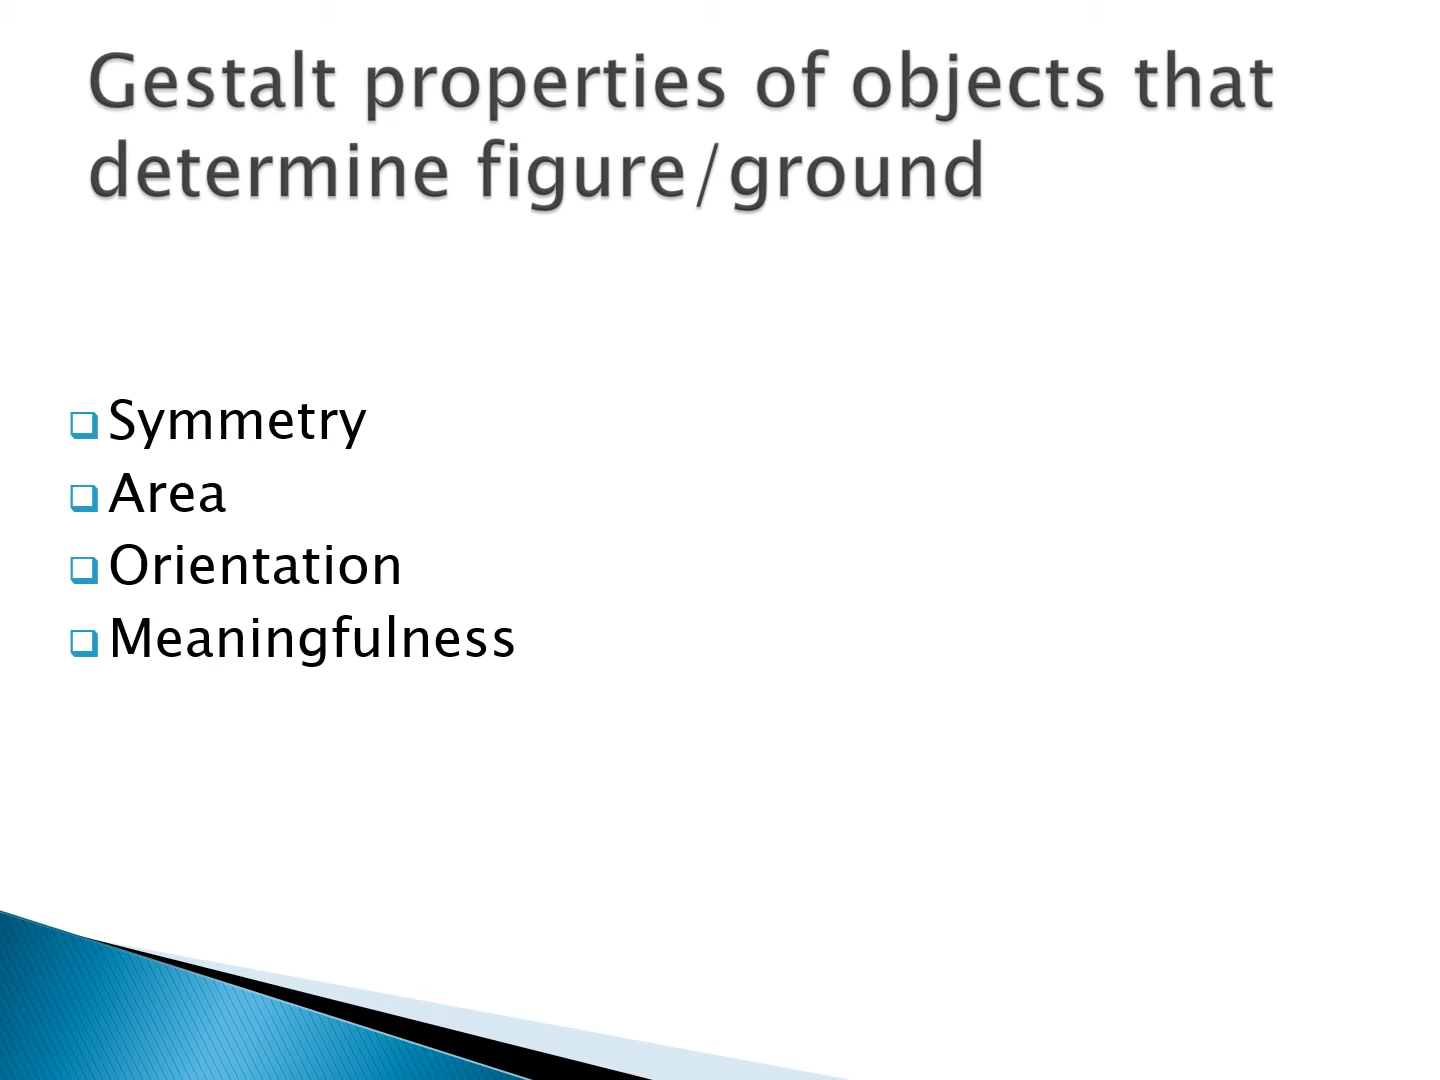 Gestalt properties of objects that
determine figure/ground
Symmetry
Area
Orientation
Meaningfulness